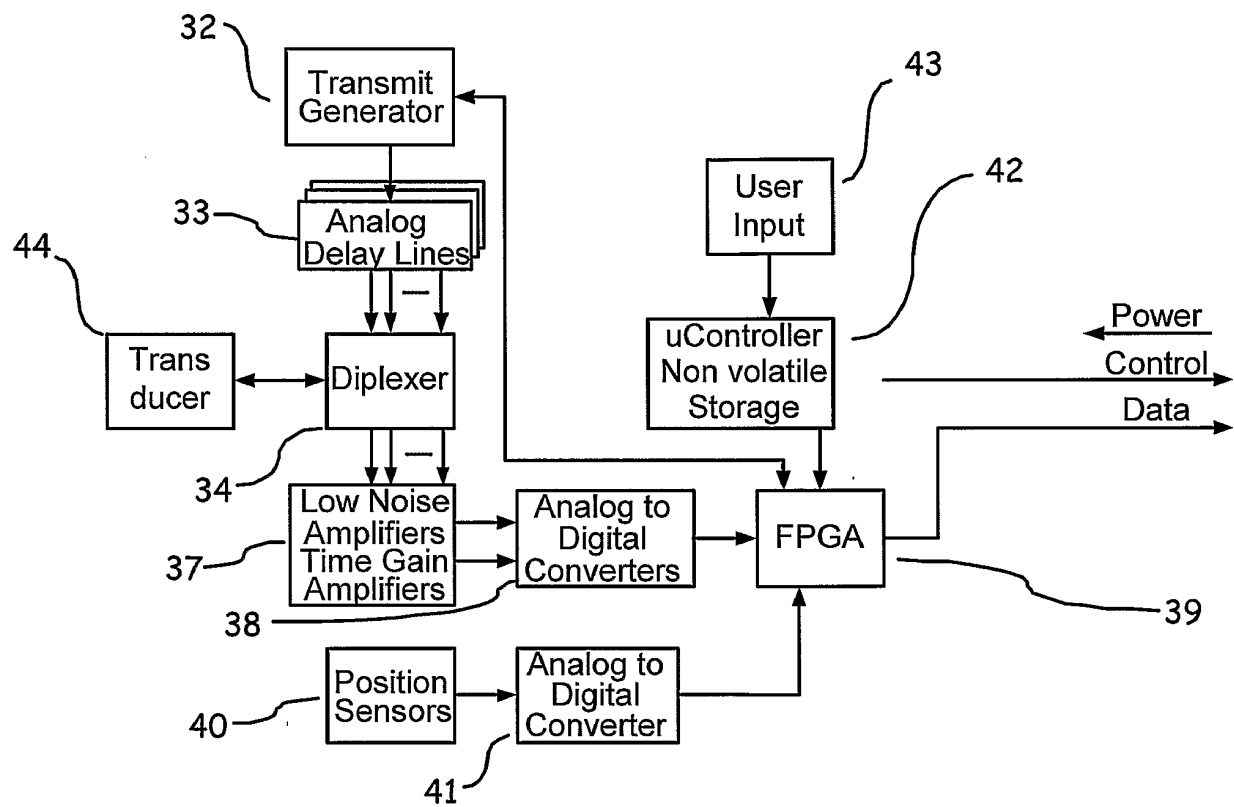 32
Transmit
Generator
43
User
Input
42
33
Analog
Delay Lines
44
Trans
ducer
Diplexer
uController
Non volatile
Storage
Power
Control
Data
34
Low Noise
Amplifiers
Time Gain
Amplifiers
37
Analog to
Digital
Converters
38
FPGA
39
Position
Sensors
40
Analog to
Digital
Converter
41